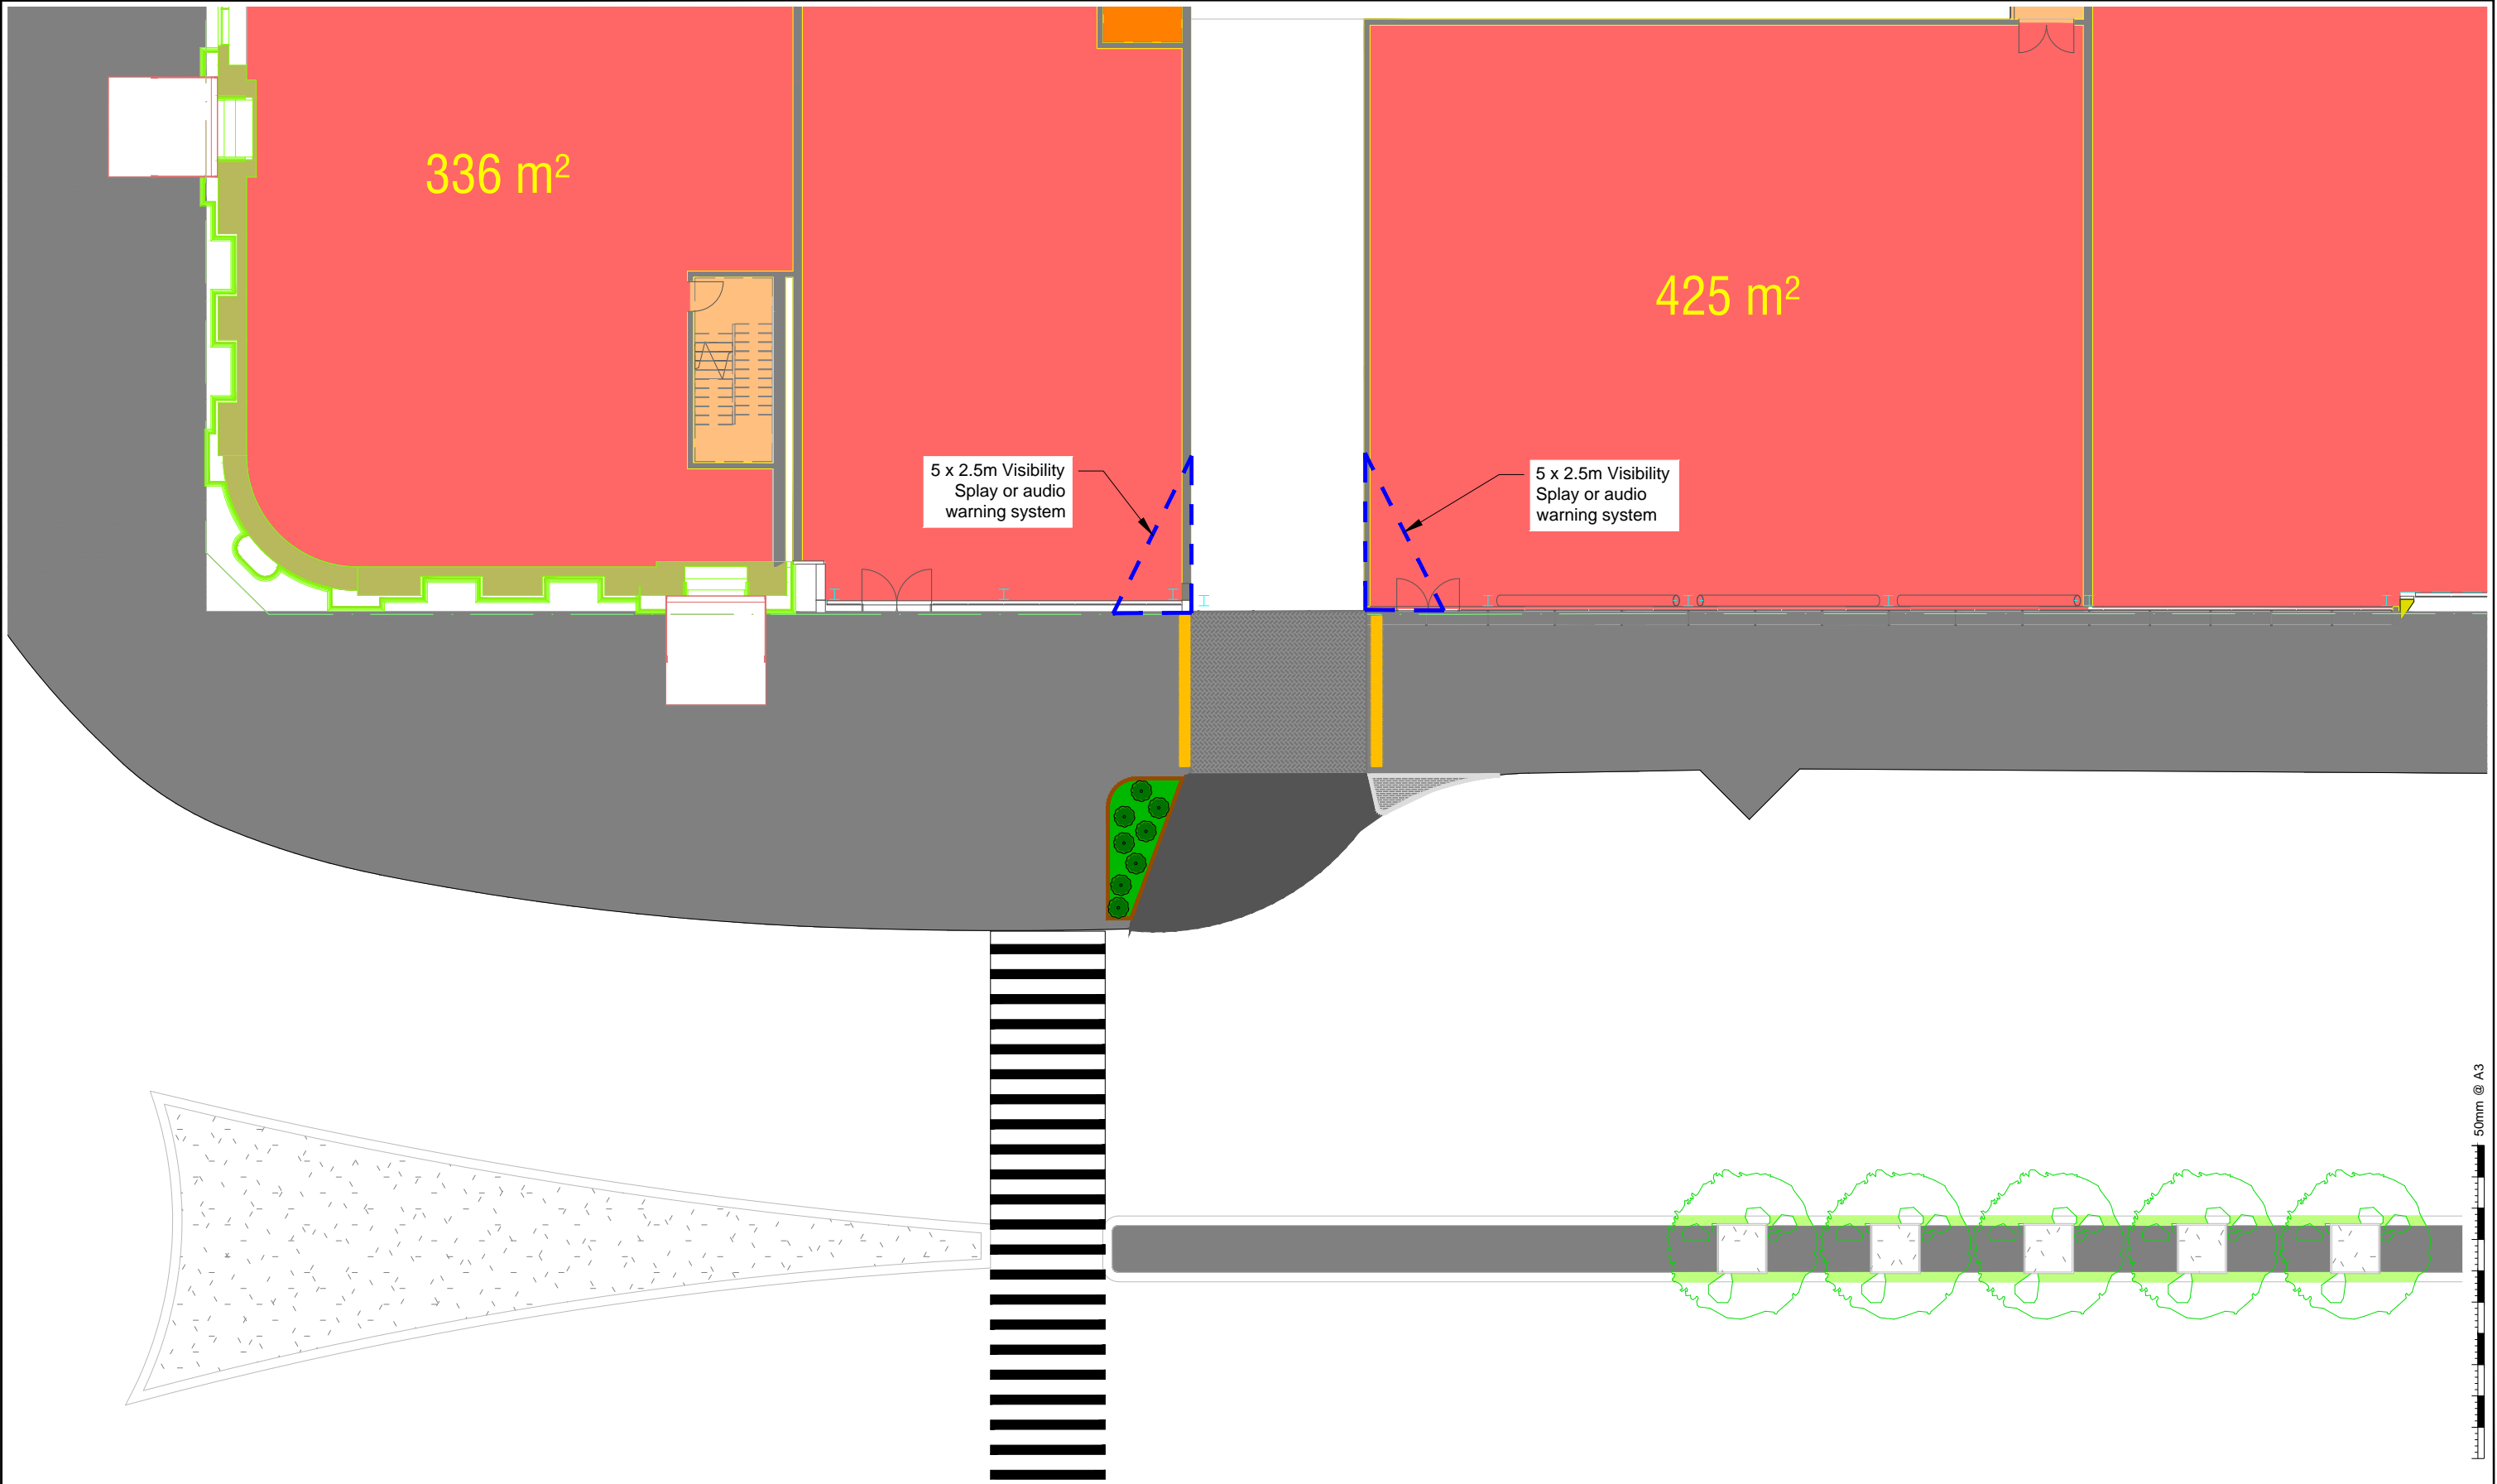 336 m²
425 m²
5 x 2.5m Visibility
Splay or audio
warning system
5 x 2.5m Visibility
Splay or audio
warning system
50mm @ A3